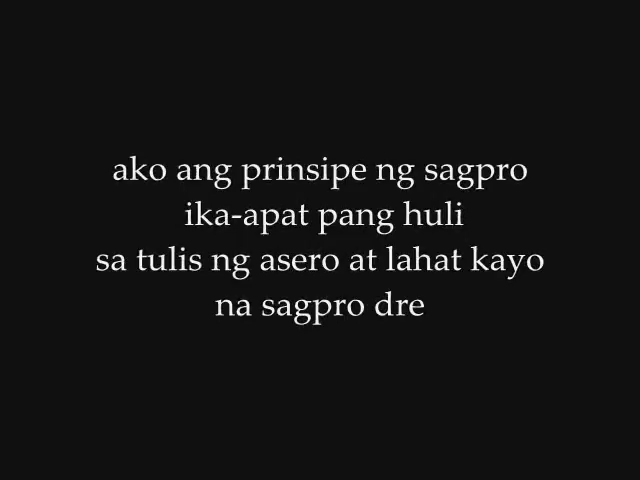 ako ang prinsipe ng sagpro
ika-apat pang huli
sa tulis ng asero at lahat kayo
na sagpro dre